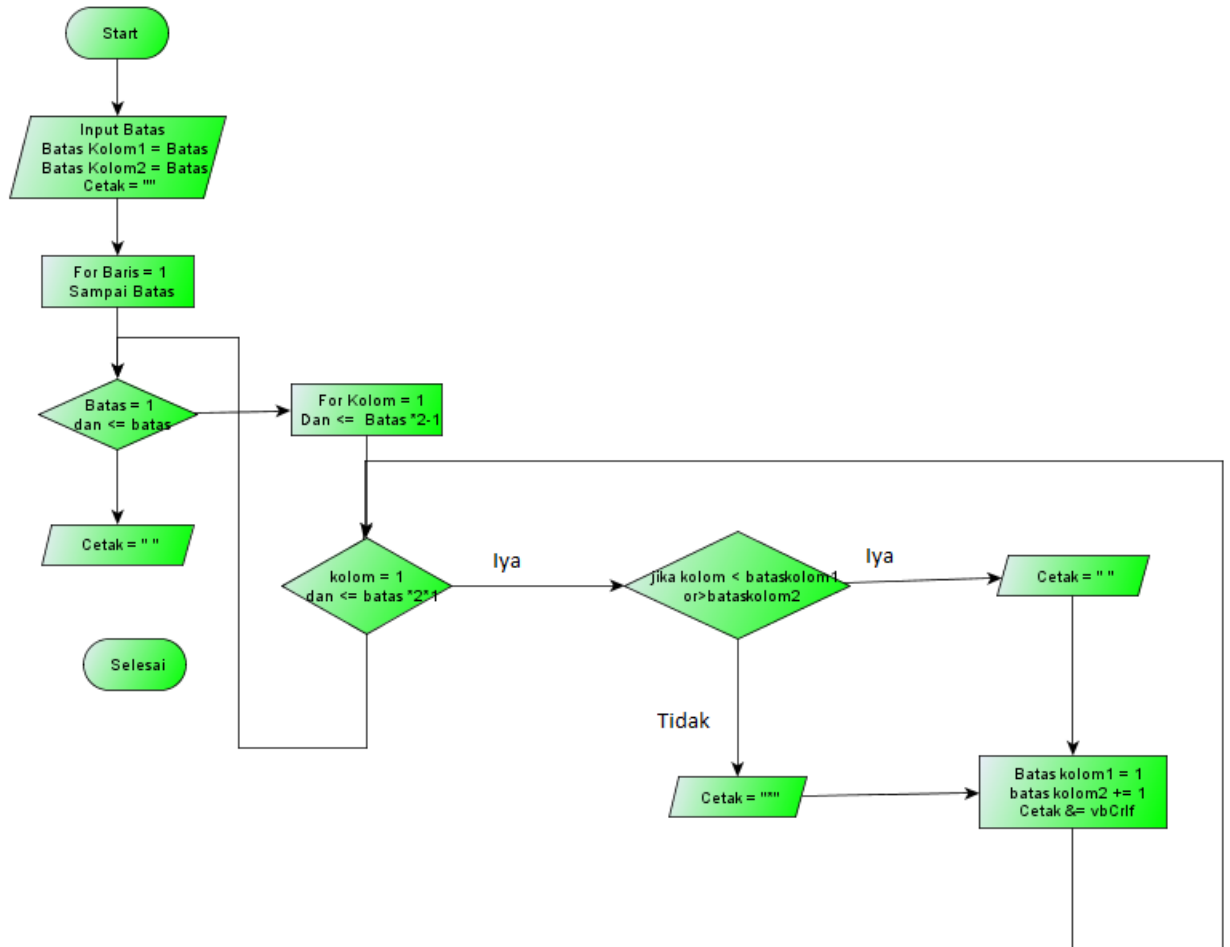 Start
Input Batas
Batas Kolom1 = Batas
Batas Kolom2 = Batas
Cetak = ""
For Baris = 1
Sampai Batas
Batas = 1
dan <= batas
For Kolom = 1
Dan <= Batas *2-1
Cetak = " "
kolom = 1
dan <= batas *2*1
Iya
jika kolom < bataskolom1
or>bataskolom2
Iya
Cetak = " "
Selesai
Tidak
Cetak = "*"
Batas kolom1 = 1
batas kolom2 += 1
Cetak &= vbCrlf